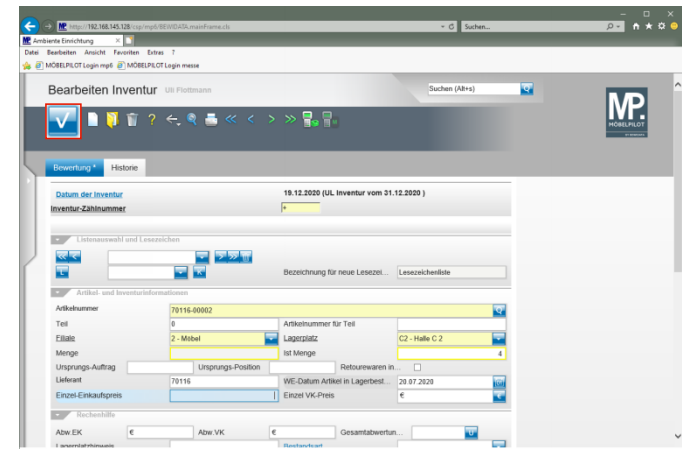 http://192.168.145.128/csp/mp6/BEWIDATA.mainFrame.cls
Suchen...
Ambiente Einrichtung
Datei Bearbeiten Ansicht Favoriten Extras ?
MÖBELPILOT Login mp6 MÖBELPILOT Login messe
Bearbeiten Inventur Uli Flottmann
Suchen (Alt+s)
MP.
MÖBELPILOT
Bewertung * Historie
Datum der Inventur 19.12.2020 (UL Inventur vom 31.12.2020 )
Inventur-Zählnummer +
Listenauswahl und Lesezeichen
L K Bezeichnung für neue Lesezei... Lesezeichenliste
Artikel- und Inventurinformationen
Artikelnummer 70116-00002
Teil 0 Artikelnummer für Teil
Filiale 2 - Möbel Lagerplatz C2 - Halle C 2
Menge Ist Menge 4
Ursprungs-Auftrag Ursprungs-Position Retourewaren in...
Lieferant 70116 WE-Datum Artikel in Lagerbest... 20.07.2020
Einzel-Einkaufspreis Einzel VK-Preis €
Rechenhilfe
Abw.EK € Abw.VK € Gesamtabwertun...
Lagerplatzhinweis Bestandsart